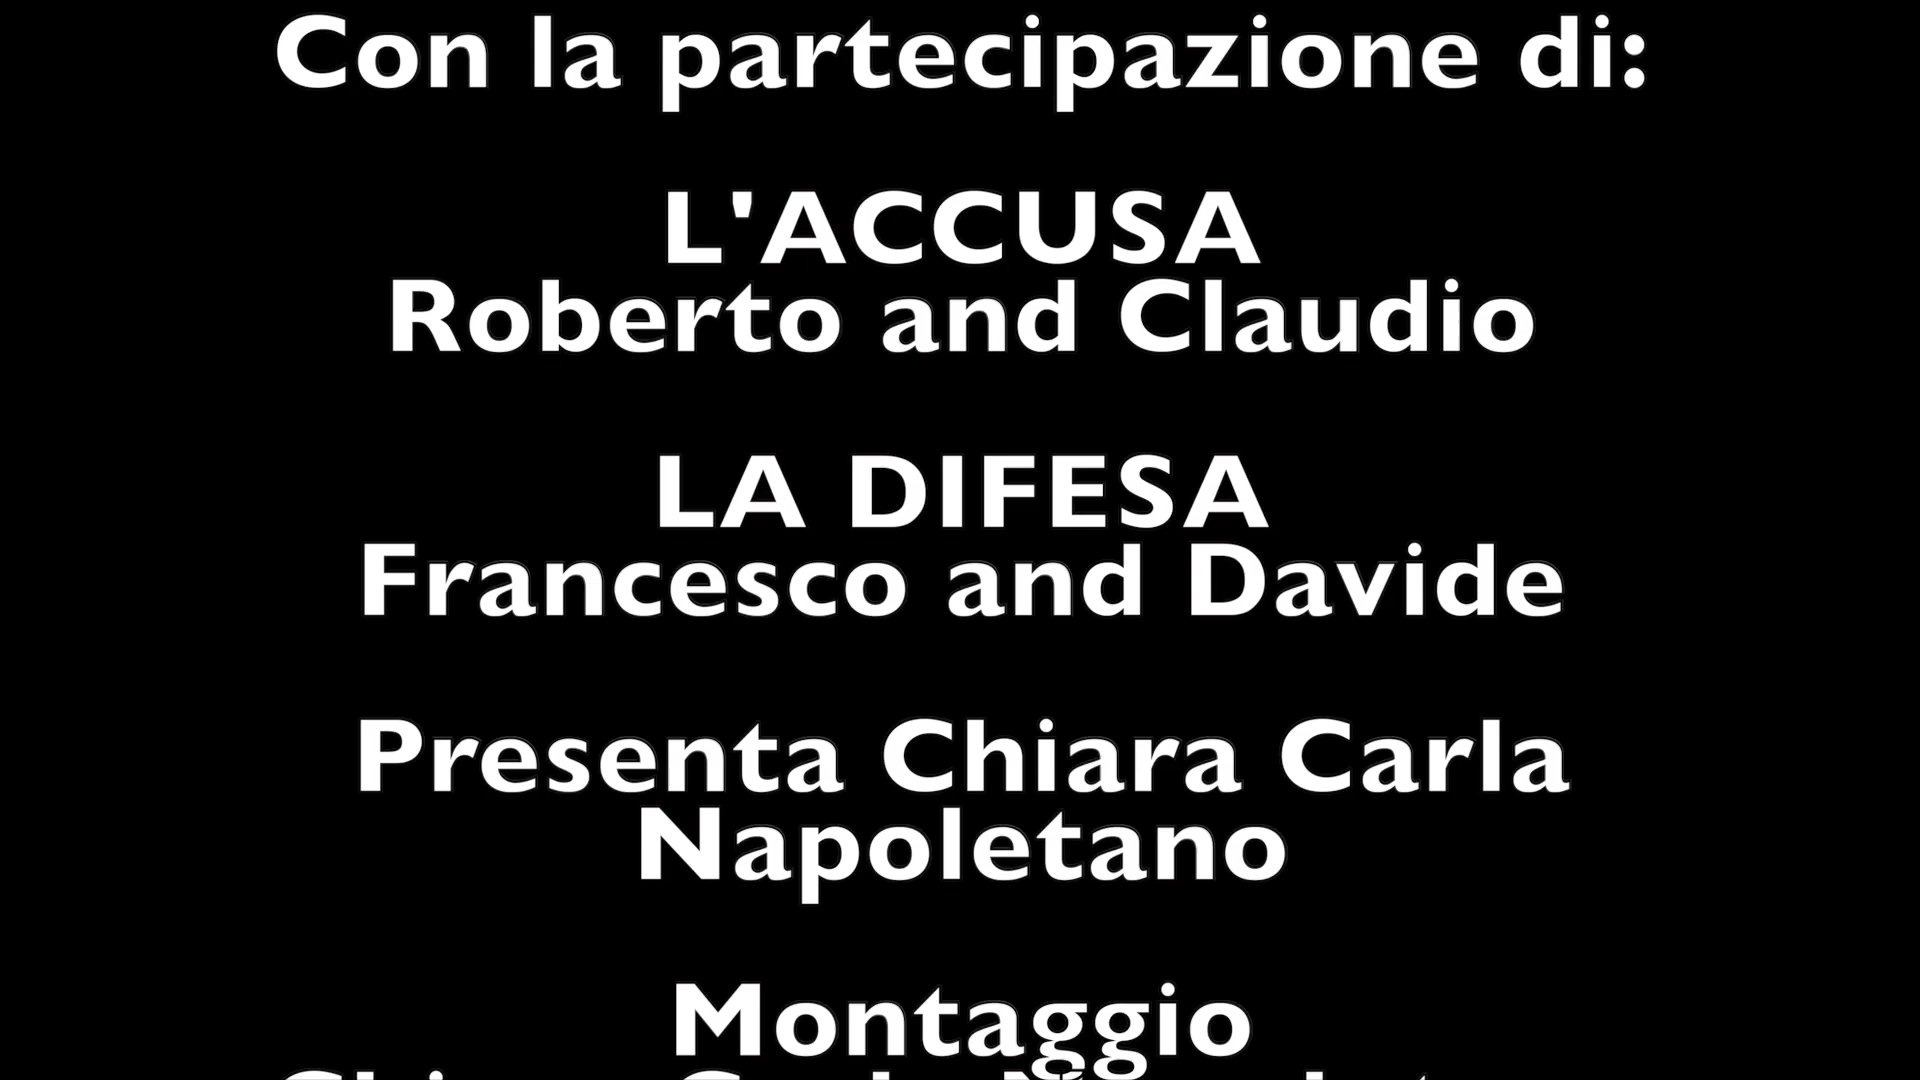 Con la partecipazione di:
L'ACCUSA
Roberto and Claudio
LA DIFESA
Francesco and Davide
Presenta Chiara Carla
Napoletano
Montaggio